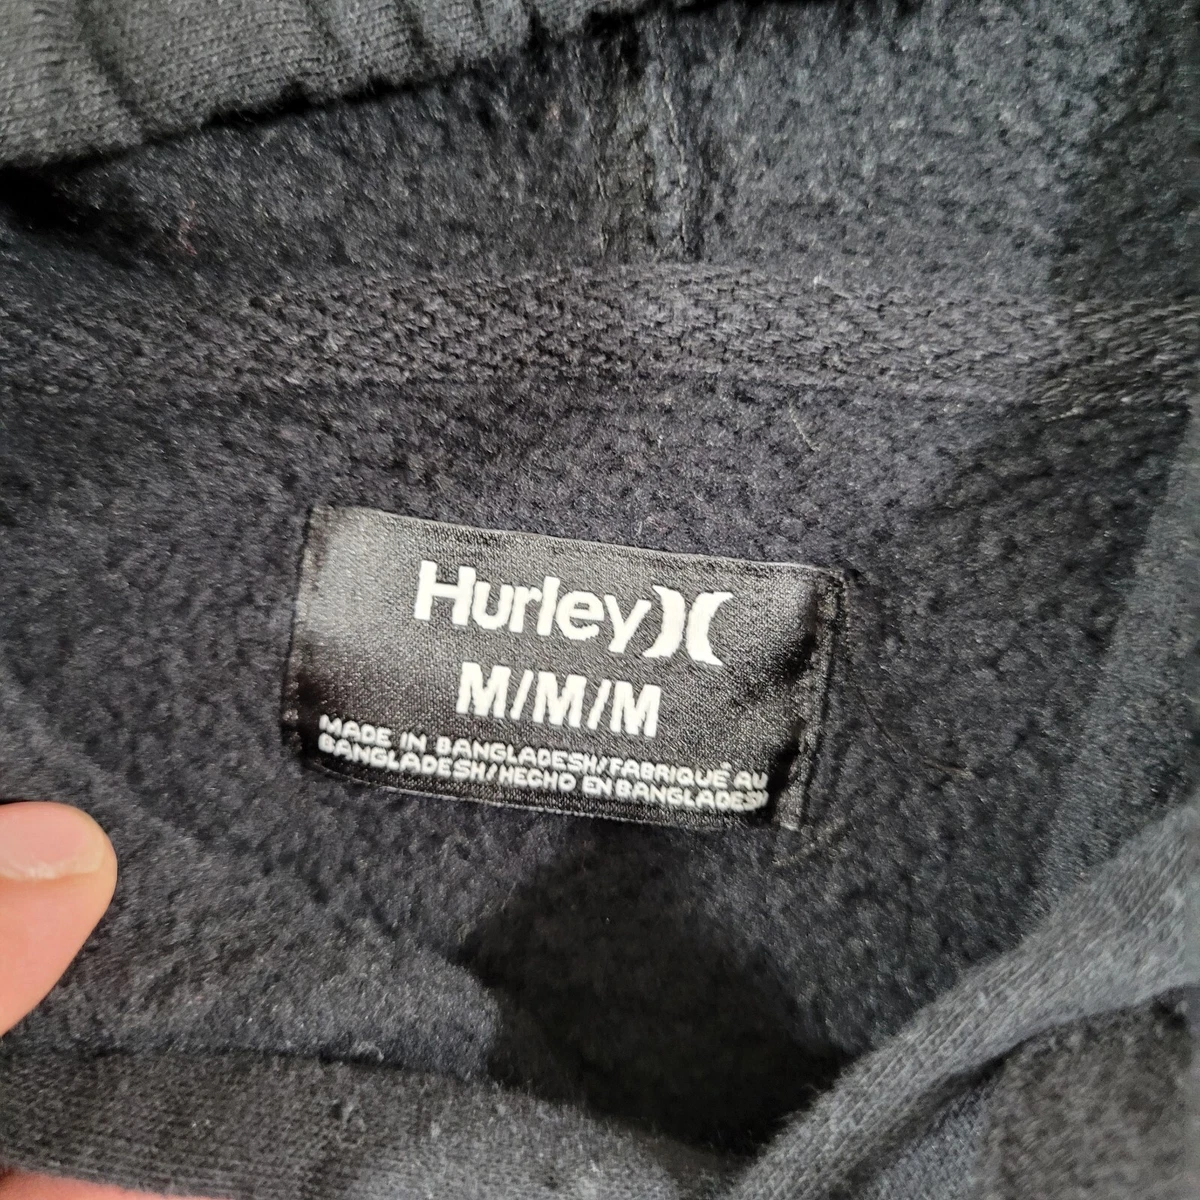 Hurley
M/M/M
MADE IN BANGLADESH/FABRIQUÉ AU
BANGLADESH/HECHO EN BANGLADESH